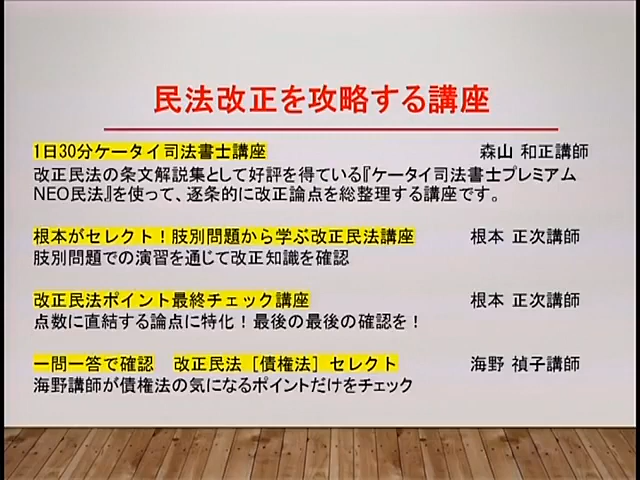 民法改正を攻略する講座
1日30分ケータイ司法書士講座　森山 和正講師
改正民法の条文解説集として好評を得ている『ケータイ司法書士プレミアム
NEO民法』を使って、逐条的に改正論点を総整理する講座です。
根本がセレクト！肢別問題から学ぶ改正民法講座　根本 正次講師
肢別問題での演習を通じて改正知識を確認
改正民法ポイント最終チェック講座　根本 正次講師
点数に直結する論点に特化！最後の最後の確認を！
一問一答で確認　改正民法［債権法］セレクト　海野 禎子講師
海野講師が債権法の気になるポイントだけをチェック